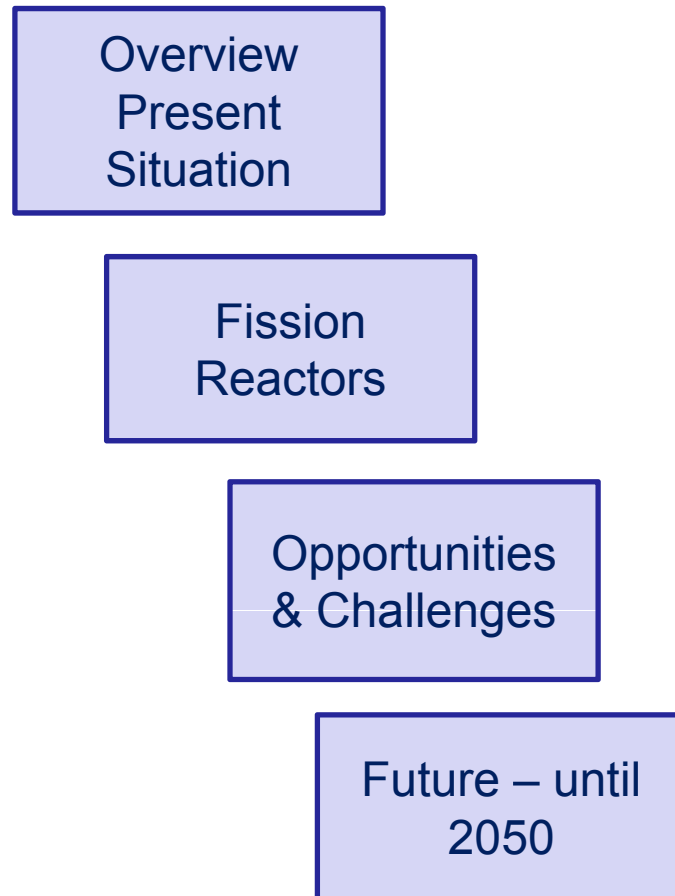 Overview
Present
Situation
Fission
Reactors
Opportunities
& Challenges
Future – until
2050